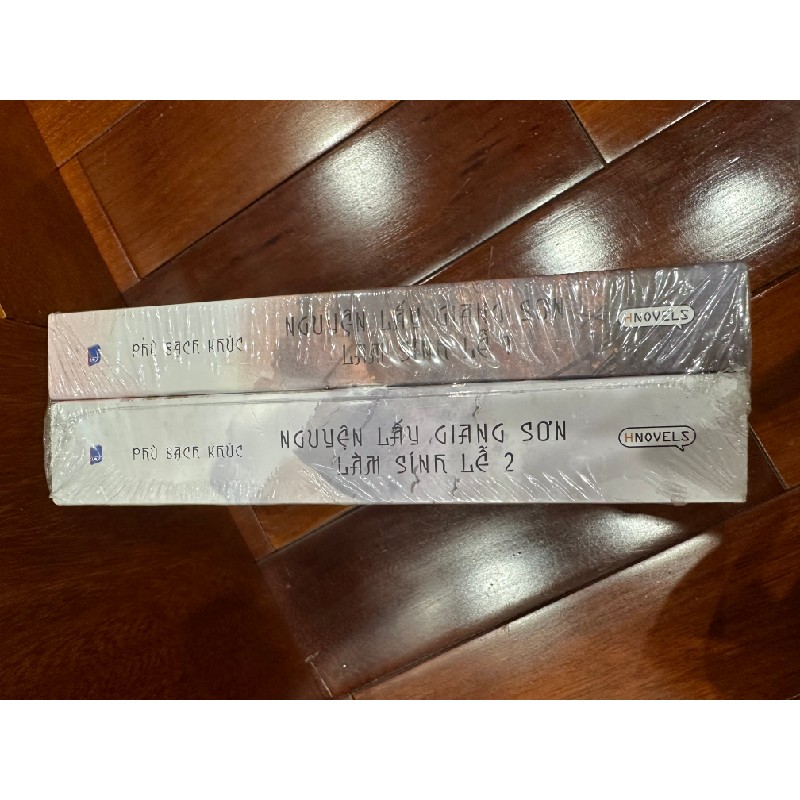 PHÙ BẠCH KHÚC
NGUYỆN LẤY GIANG SƠN
LÀM SÍNH LỄ 1
HNOVELS
PHÙ BẠCH KHÚC
NGUYỆN LẤY GIANG SƠN
LÀM SÍNH LỄ 2
HNOVELS